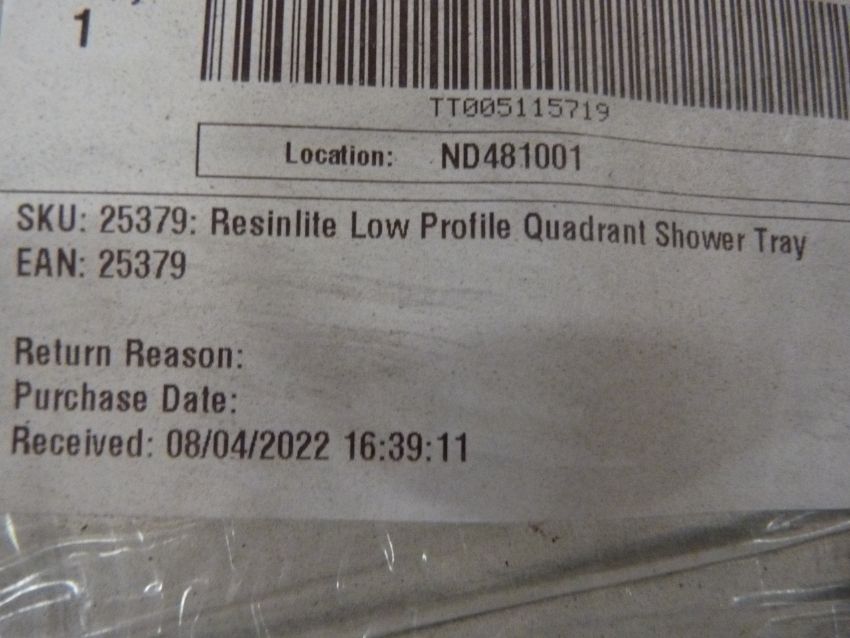 1
TT005115719
Location: ND481001
SKU: 25379: Resinlite Low Profile Quadrant Shower Tray
EAN: 25379
Return Reason:
Purchase Date:
Received: 08/04/2022 16:39:11